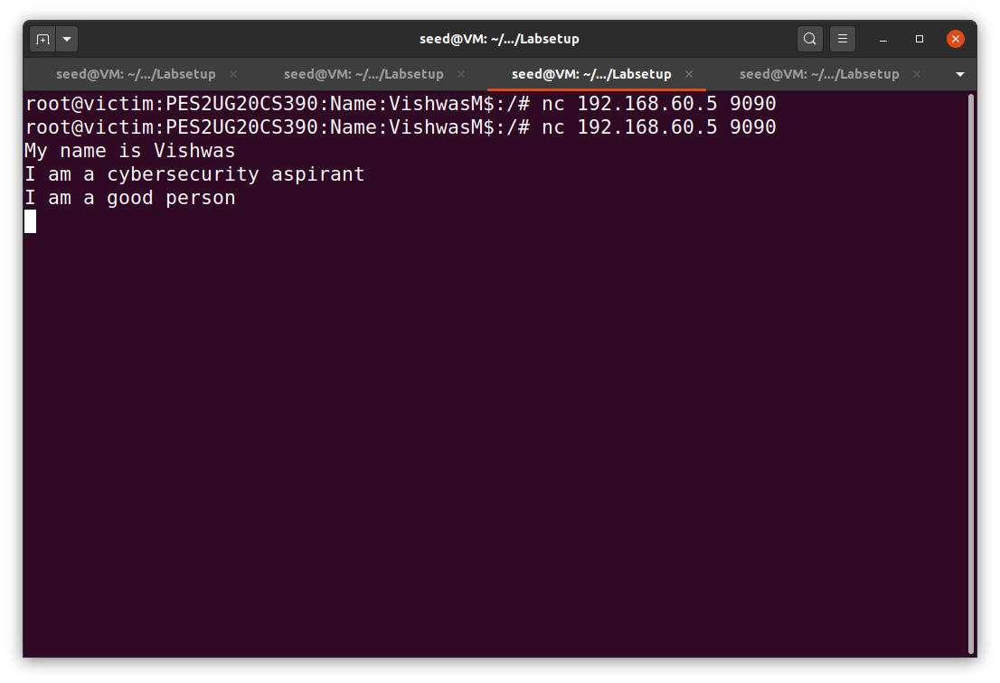 seed@VM: ~/.../Labsetup
seed@VM: ~/.../Labsetup seed@VM: ~/.../Labsetup seed@VM: ~/.../Labsetup seed@VM: ~/.../Labsetup
root@victim:PES2UG20CS390:Name:VishwasM$:/# nc 192.168.60.5 9090
root@victim:PES2UG20CS390:Name:VishwasM$:/# nc 192.168.60.5 9090
My name is Vishwas
I am a cybersecurity aspirant
I am a good person